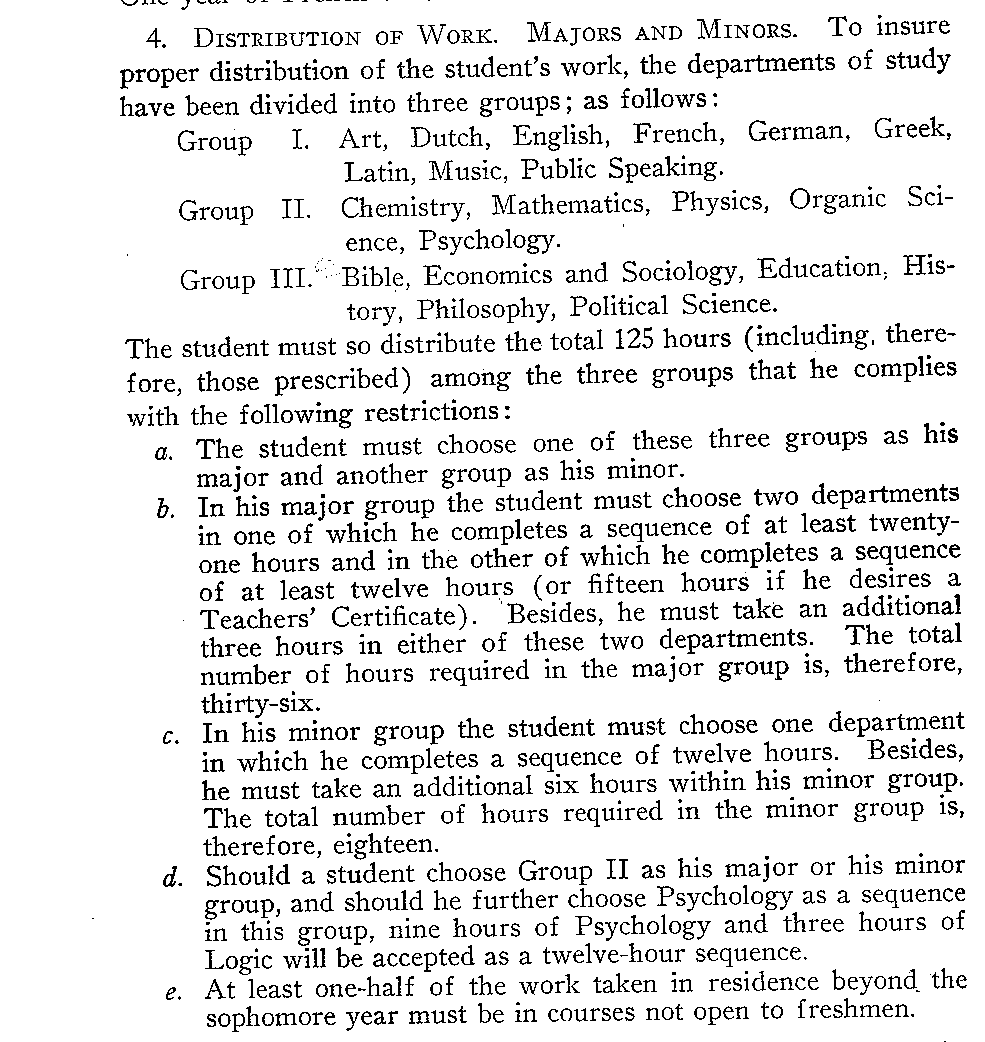 One year of
4. DISTRIBUTION OF WORK. MAJORS AND MINORS. To insure
proper distribution of the student's work, the departments of study
have been divided into three groups; as follows:
Group I. Art, Dutch, English, French, German, Greek,
Latin, Music, Public Speaking.
Group II. Chemistry, Mathematics, Physics, Organic Sci-
ence, Psychology.
Group III. Bible, Economics and Sociology, Education, His-
tory, Philosophy, Political Science.
The student must so distribute the total 125 hours (including, there-
fore, those prescribed) among the three groups that he complies
with the following restrictions:
a. The student must choose one of these three groups as his
major and another group as his minor.
b. In his major group the student must choose two departments
in one of which he completes a sequence of at least twenty-
one hours and in the other of which he completes a sequence
of at least twelve hours (or fifteen hours if he desires a
Teachers' Certificate). Besides, he must take an additional
three hours in either of these two departments. The total
number of hours required in the major group is, therefore,
thirty-six.
c. In his minor group the student must choose one department
in which he completes a sequence of twelve hours. Besides,
he must take an additional six hours within his minor group.
The total number of hours required in the minor group is,
therefore, eighteen.
d. Should a student choose Group II as his major or his minor
group, and should he further choose Psychology as a sequence
in this group, nine hours of Psychology and three hours of
Logic will be accepted as a twelve-hour sequence.
e. At least one-half of the work taken in residence beyond the
sophomore year must be in courses not open to freshmen.